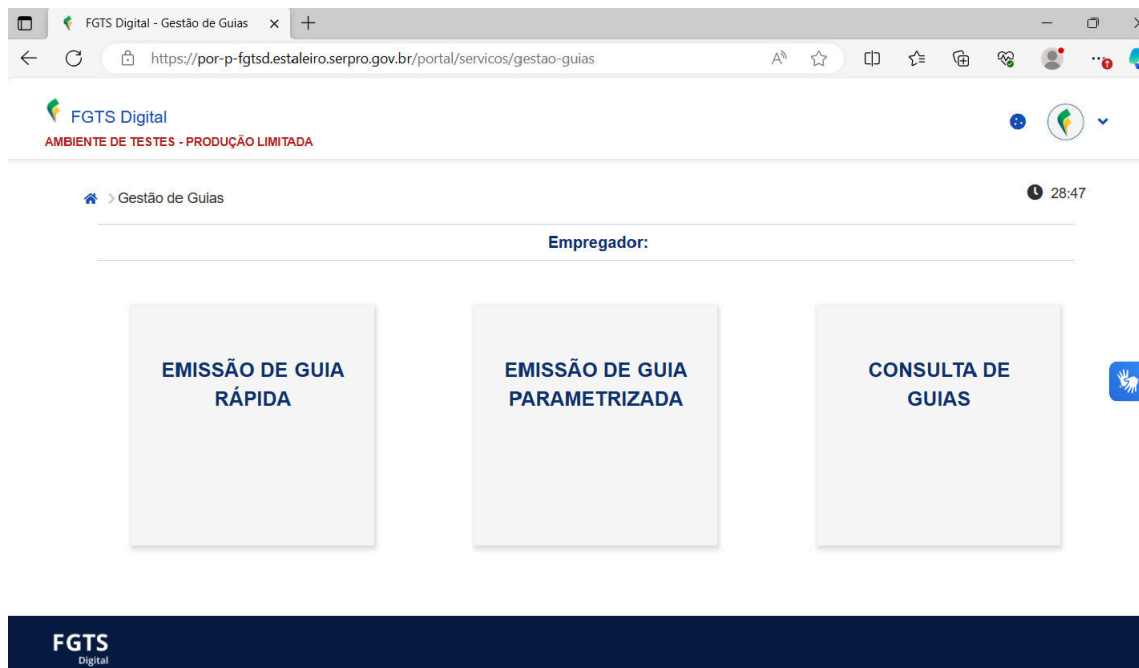 FGTS Digital - Gestão de Guias
https://por-p-fgtsd.estaleiro.serpro.gov.br/portal/servicos/gestao-guias
FGTS Digital
AMBIENTE DE TESTES - PRODUÇÃO LIMITADA
> Gestão de Guias
28:47
Empregador:
EMISSÃO DE GUIA
RÁPIDA
EMISSÃO DE GUIA
PARAMETRIZADA
CONSULTA DE
GUIAS
FGTS
Digital